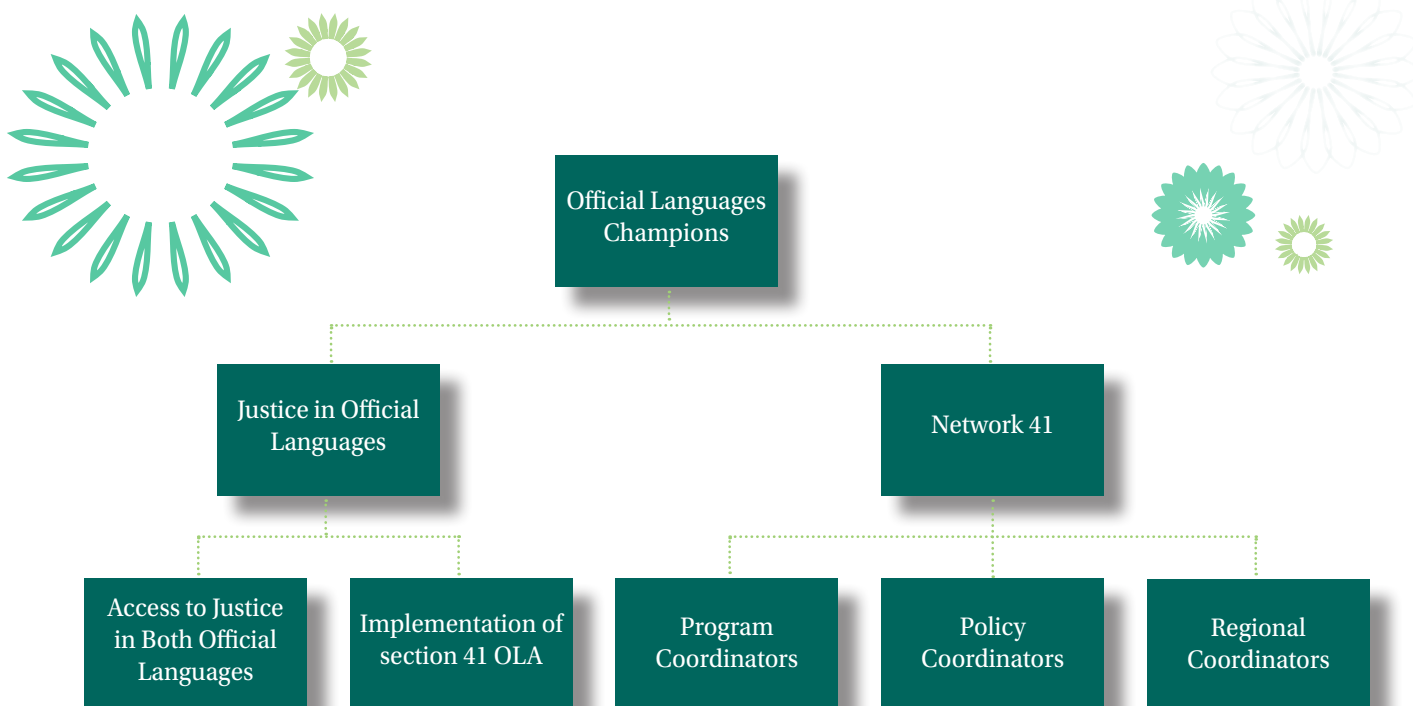 Official Languages
Champions
Justice in Official
Languages
Network 41
Access to Justice
in Both Official
Languages
Implementation of
section 41 OLA
Program
Coordinators
Policy
Coordinators
Regional
Coordinators